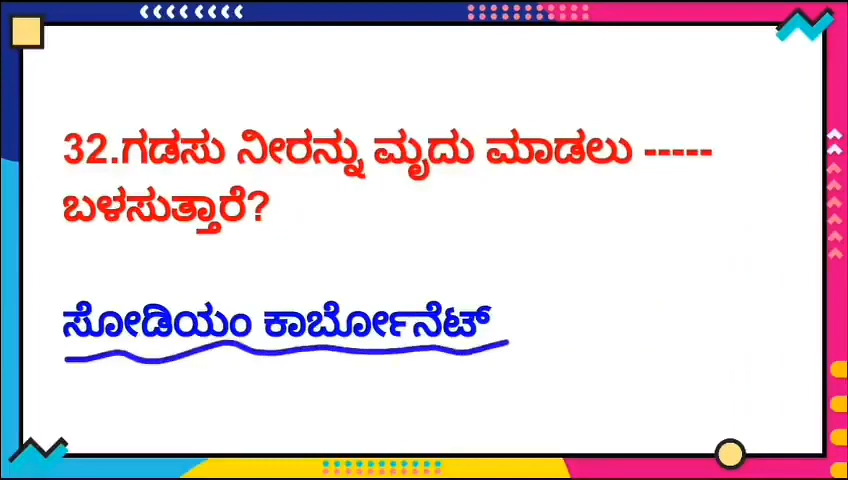 32.ಗಡಸು ನೀರನ್ನು ಮೃದು ಮಾಡಲು -----
ಬಳಸುತ್ತಾರೆ?
ಸೋಡಿಯಂ ಕಾರ್ಬೋನೆಟ್